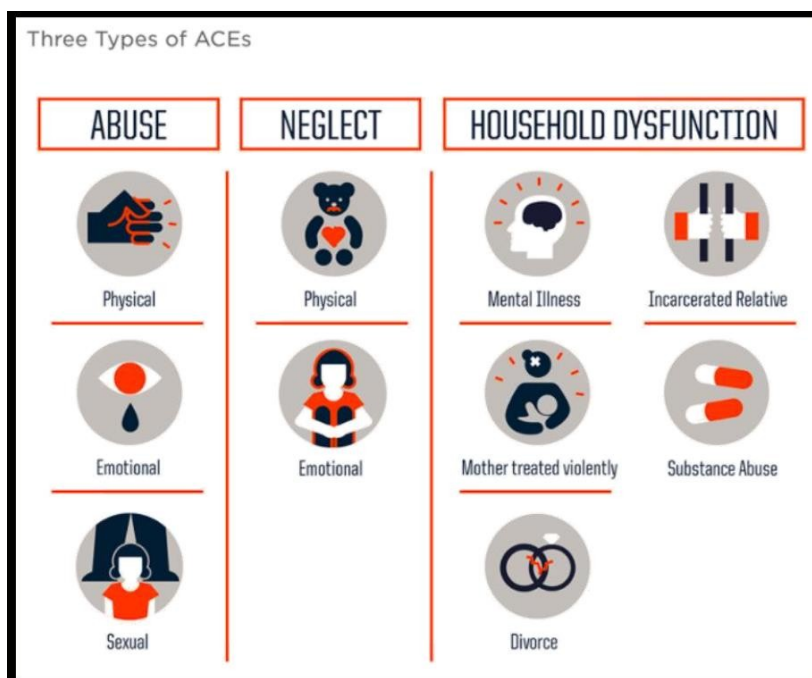 Three Types of ACEs
ABUSE
NEGLECT
HOUSEHOLD DYSFUNCTION
Physical
Physical
Mental Illness
Incarcerated Relative
Emotional
Emotional
Mother treated violently
Substance Abuse
Sexual
Divorce